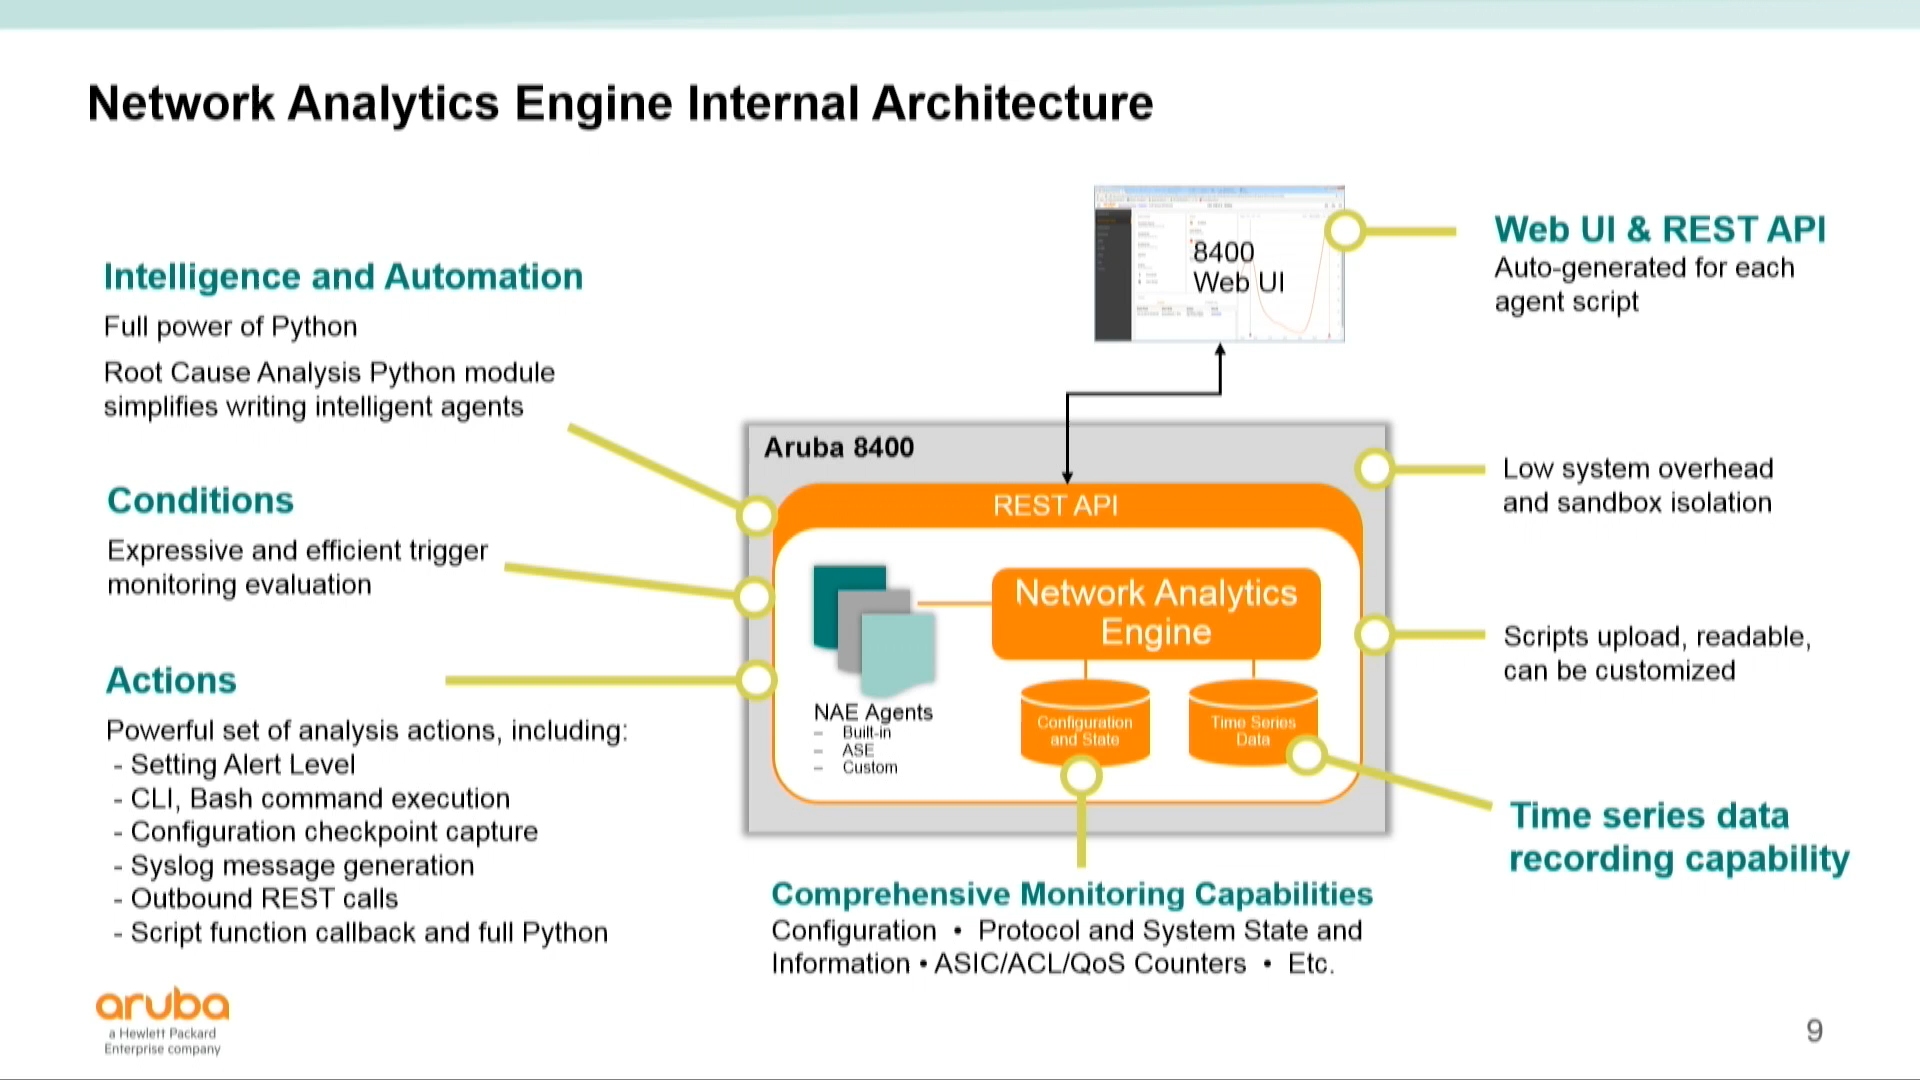 Network Analytics Engine Internal Architecture
Intelligence and Automation
Full power of Python
Root Cause Analysis Python module
simplifies writing intelligent agents
Conditions
Expressive and efficient trigger
monitoring evaluation
Actions
Powerful set of analysis actions, including:
- Setting Alert Level
- CLI, Bash command execution
- Configuration checkpoint capture
- Syslog message generation
- Outbound REST calls
- Script function callback and full Python
8400
Web UI
Aruba 8400
REST API
Network Analytics
Engine
NAE Agents
– Built-in
– ASE
– Custom
Configuration
and State
Time Series
Data
Comprehensive Monitoring Capabilities
Configuration • Protocol and System State and
Information • ASIC/ACL/QoS Counters • Etc.
Web UI & REST API
Auto-generated for each
agent script
Low system overhead
and sandbox isolation
Scripts upload, readable,
can be customized
Time series data
recording capability
aruba
a Hewlett Packard
Enterprise company
9